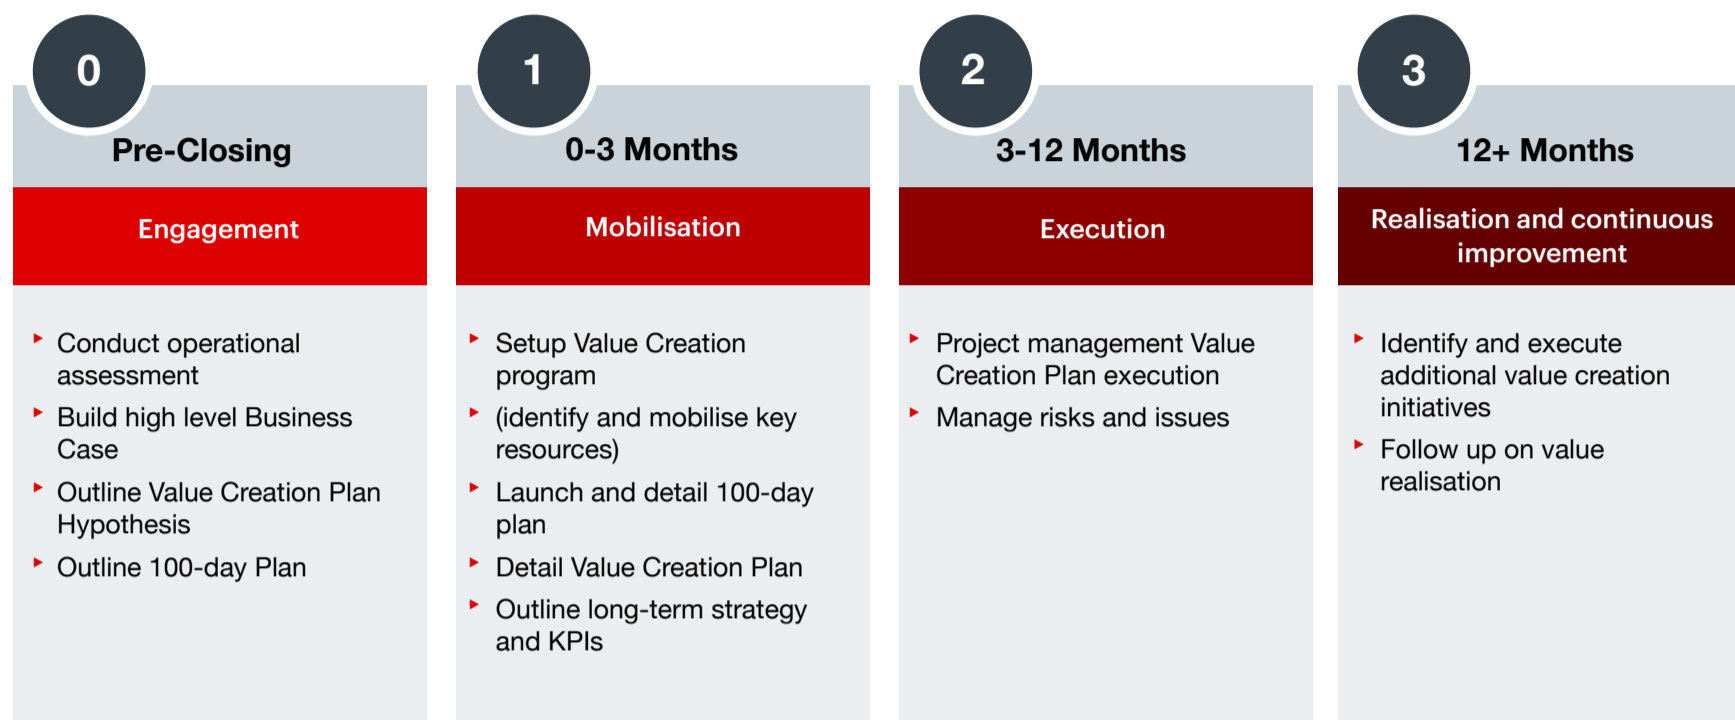 0
Pre-Closing
Engagement
Conduct operational
assessment
Build high level Business
Case
Outline Value Creation Plan
Hypothesis
Outline 100-day Plan
1
0-3 Months
Mobilisation
Setup Value Creation
program
(identify and mobilise key
resources)
Launch and detail 100-day
plan
Detail Value Creation Plan
Outline long-term strategy
and KPIs
2
3-12 Months
Execution
Project management Value
Creation Plan execution
Manage risks and issues
3
12+ Months
Realisation and continuous
improvement
Identify and execute
additional value creation
initiatives
Follow up on value
realisation